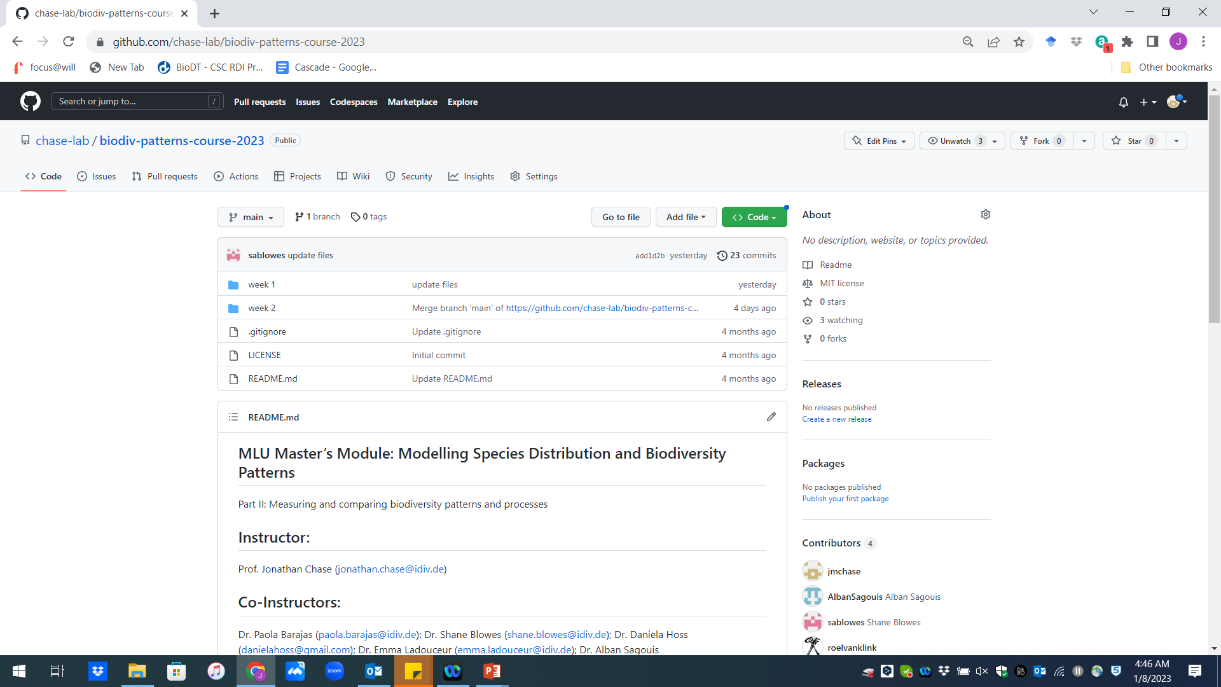 chase-lab/biodiv-patterns-course
github.com/chase-lab/biodiv-patterns-course-2023
focus@will New Tab BioDT - CSC RDI Pr... Cascade - Google... Other bookmarks
Search or jump to... / Pull requests Issues Codespaces Marketplace Explore
chase-lab / biodiv-patterns-course-2023 Public Edit Pins Unwatch 3 Fork 0 Star 0
Code Issues Pull requests Actions Projects Wiki Security Insights Settings
main 1 branch 0 tags Go to file Add file Code
sablowes update files add1d2b yesterday 23 commits
week 1 update files yesterday
week 2 Merge branch 'main' of https://github.com/chase-lab/biodiv-patterns-c... 4 days ago
.gitignore Update .gitignore 4 months ago
LICENSE Initial commit 4 months ago
README.md Update README.md 4 months ago
README.md
MLU Master's Module: Modelling Species Distribution and Biodiversity
Patterns
Part II: Measuring and comparing biodiversity patterns and processes
Instructor:
Prof. Jonathan Chase (jonathan.chase@idiv.de)
Co-Instructors:
Dr. Paola Barajas (paola.barajas@idiv.de); Dr. Shane Blowes (shane.blowes@idiv.de); Dr. Daniela Hoss
(danielahoss@gmail.com); Dr. Emma Ladouceur (emma.ladouceur@idiv.de); Dr. Alban Sagouis
About
No description, website, or topics provided.
Readme
MIT license
0 stars
3 watching
0 forks
Releases
No releases published
Create a new release
Packages
No packages published
Publish your first package
Contributors 4
jmchase
AlbanSagouis Alban Sagouis
sablowes Shane Blowes
roelvanklink
zoom
4:46 AM
1/8/2023